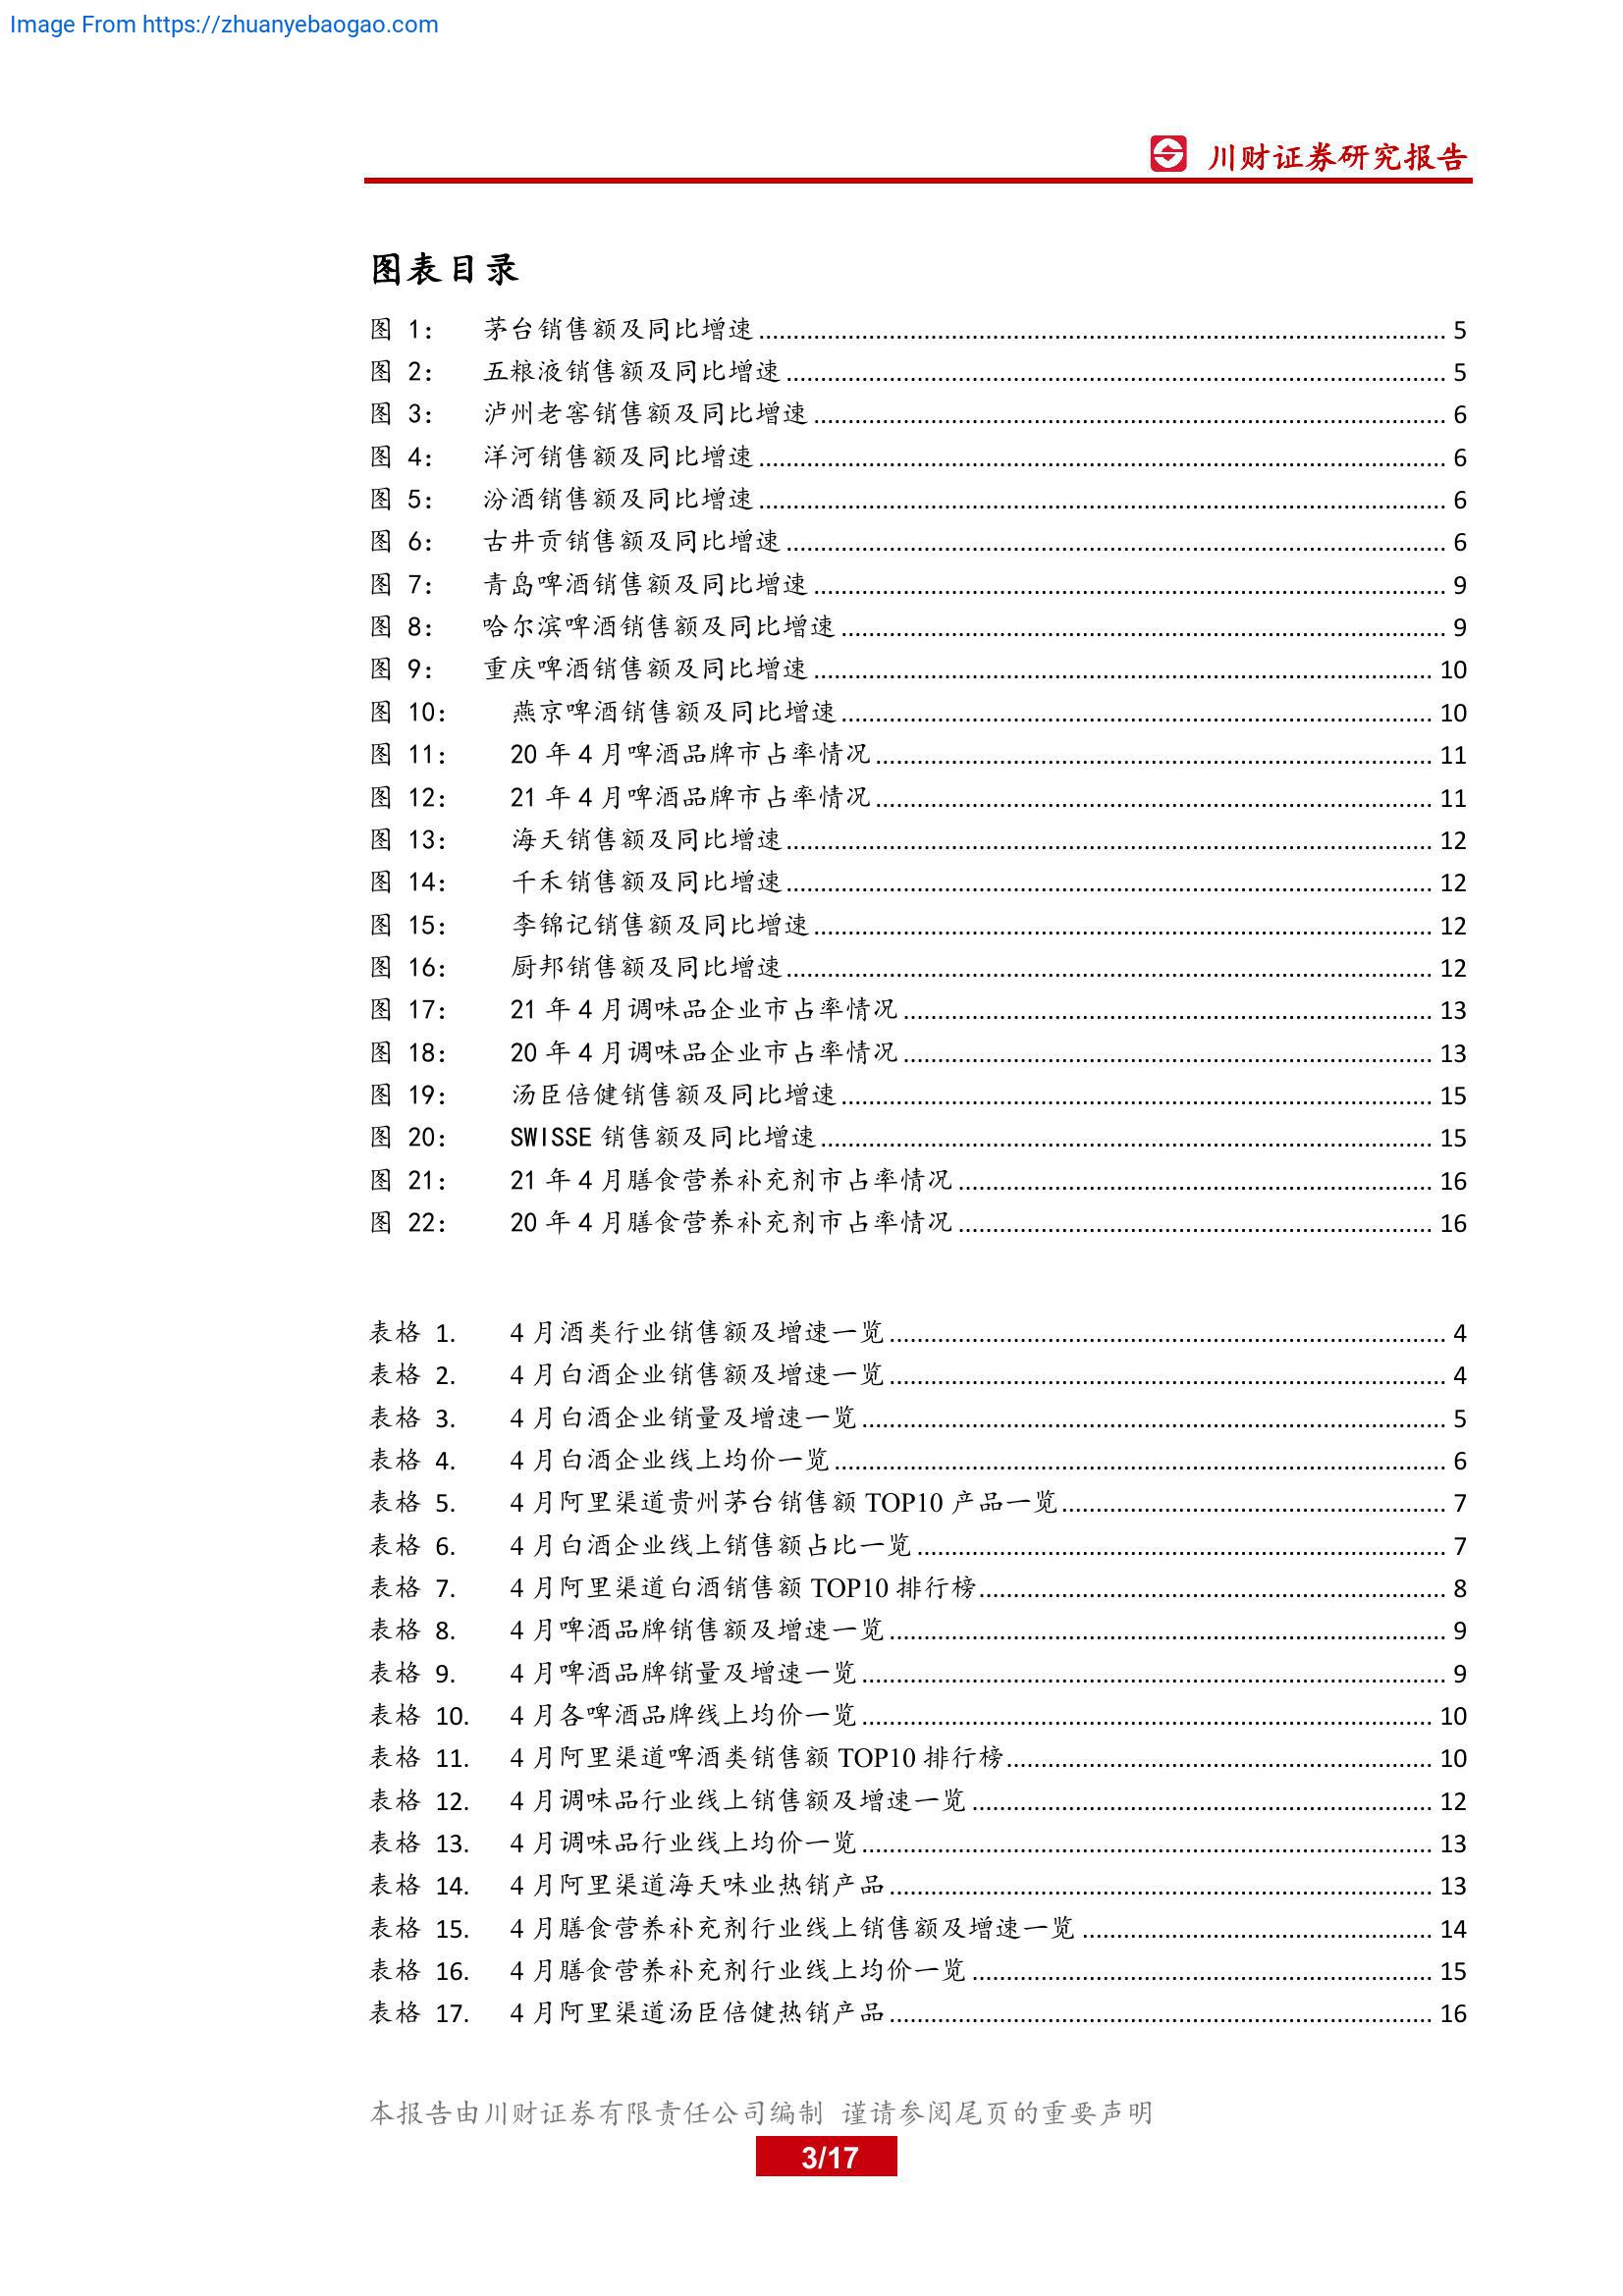 Image From https://zhuanyebaogao.com
川财证券研究报告
图表目录
图 1： 茅台销售额及同比增速 5
图 2： 五粮液销售额及同比增速 5
图 3： 泸州老窖销售额及同比增速 6
图 4： 洋河销售额及同比增速 6
图 5： 汾酒销售额及同比增速 6
图 6： 古井贡销售额及同比增速 6
图 7： 青岛啤酒销售额及同比增速 9
图 8： 哈尔滨啤酒销售额及同比增速 9
图 9： 重庆啤酒销售额及同比增速 10
图 10： 燕京啤酒销售额及同比增速 10
图 11： 20 年 4 月啤酒品牌市占率情况 11
图 12： 21 年 4 月啤酒品牌市占率情况 11
图 13： 海天销售额及同比增速 12
图 14： 千禾销售额及同比增速 12
图 15： 李锦记销售额及同比增速 12
图 16： 厨邦销售额及同比增速 12
图 17： 21 年 4 月调味品企业市占率情况 13
图 18： 20 年 4 月调味品企业市占率情况 13
图 19： 汤臣倍健销售额及同比增速 15
图 20： SWISSE 销售额及同比增速 15
图 21： 21 年 4 月膳食营养补充剂市占率情况 16
图 22： 20 年 4 月膳食营养补充剂市占率情况 16
表格 1. 4 月酒类行业销售额及增速一览 4
表格 2. 4 月白酒企业销售额及增速一览 4
表格 3. 4 月白酒企业销量及增速一览 5
表格 4. 4 月白酒企业线上均价一览 6
表格 5. 4 月阿里渠道贵州茅台销售额 TOP10 产品一览 7
表格 6. 4 月白酒企业线上销售额占比一览 7
表格 7. 4 月阿里渠道白酒销售额 TOP10 排行榜 8
表格 8. 4 月啤酒品牌销售额及增速一览 9
表格 9. 4 月啤酒品牌销量及增速一览 9
表格 10. 4 月各啤酒品牌线上均价一览 10
表格 11. 4 月阿里渠道啤酒类销售额 TOP10 排行榜 10
表格 12. 4 月调味品行业线上销售额及增速一览 12
表格 13. 4 月调味品行业线上均价一览 13
表格 14. 4 月阿里渠道海天味业热销产品 13
表格 15. 4 月膳食营养补充剂行业线上销售额及增速一览 14
表格 16. 4 月膳食营养补充剂行业线上均价一览 15
表格 17. 4 月阿里渠道汤臣倍健热销产品 16
本报告由川财证券有限责任公司编制 谨请参阅尾页的重要声明
3/17